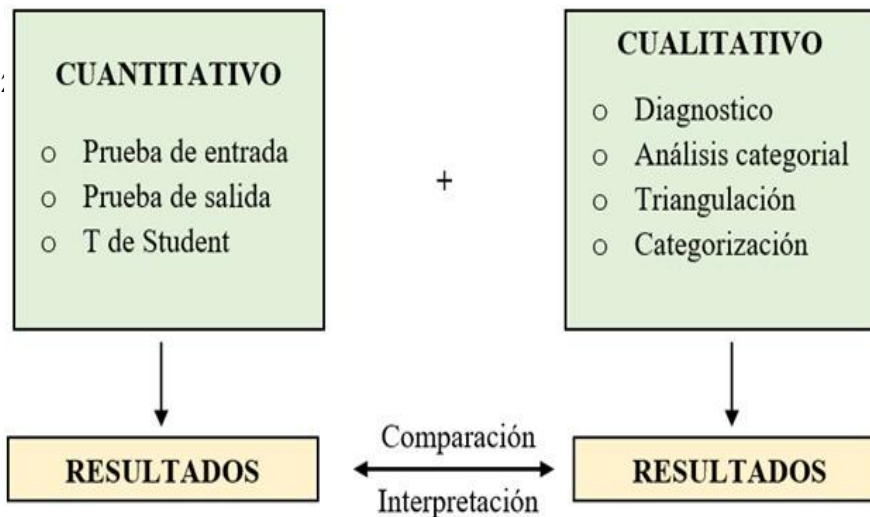 CUANTITATIVO
o Prueba de entrada
o Prueba de salida
o T de Student
+
CUALITATIVO
o Diagnostico
o Análisis categorial
o Triangulación
o Categorización
RESULTADOS
Comparación
Interpretación
RESULTADOS